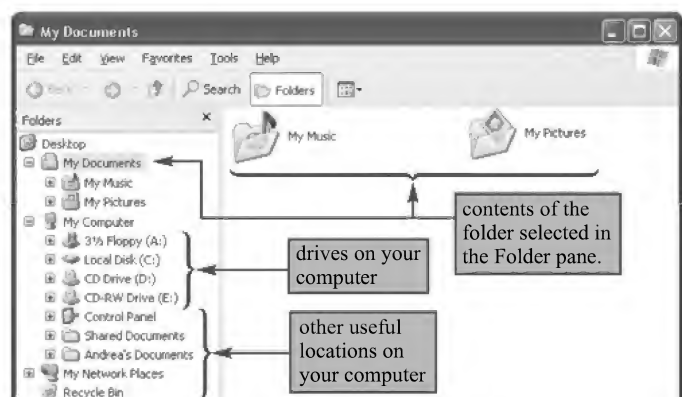 My Documents
File Edit View Favorites Tools Help
Back Search Folders
Folders
Desktop
My Documents
My Music
My Pictures
My Computer
3½ Floppy (A:)
Local Disk (C:)
CD Drive (D:)
CD-RW Drive (E:)
Control Panel
Shared Documents
Andrea's Documents
My Network Places
Recycle Bin
My Music
My Pictures
contents of the
folder selected in
the Folder pane.
drives on your
computer
other useful
locations on
your computer